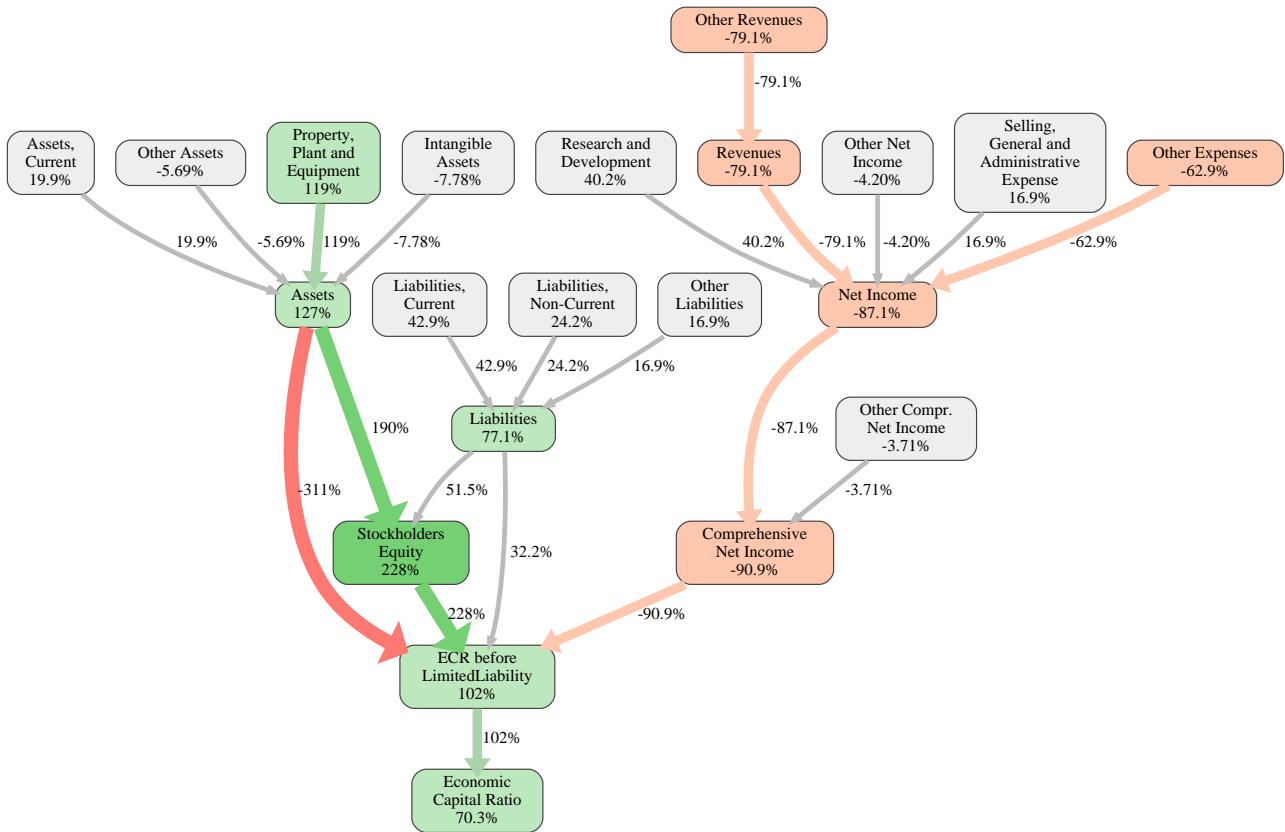 Other Revenues
-79.1%
-79.1%
Assets,
Current
19.9%
Other Assets
-5.69%
Property,
Plant and
Equipment
119%
Intangible
Assets
-7.78%
Research and
Development
40.2%
Revenues
-79.1%
Other Net
Income
-4.20%
Selling,
General and
Administrative
Expense
16.9%
Other Expenses
-62.9%
19.9%
-5.69%
119%
-7.78%
40.2%
-79.1%
-4.20%
16.9%
-62.9%
Assets
127%
Liabilities,
Current
42.9%
Liabilities,
Non-Current
24.2%
Other
Liabilities
16.9%
Net Income
-87.1%
42.9%
24.2%
16.9%
190%
Liabilities
77.1%
-87.1%
Other Compr.
Net Income
-3.71%
-311%
51.5%
-3.71%
Stockholders
Equity
228%
32.2%
Comprehensive
Net Income
-90.9%
228%
-90.9%
ECR before
LimitedLiability
102%
102%
Economic
Capital Ratio
70.3%